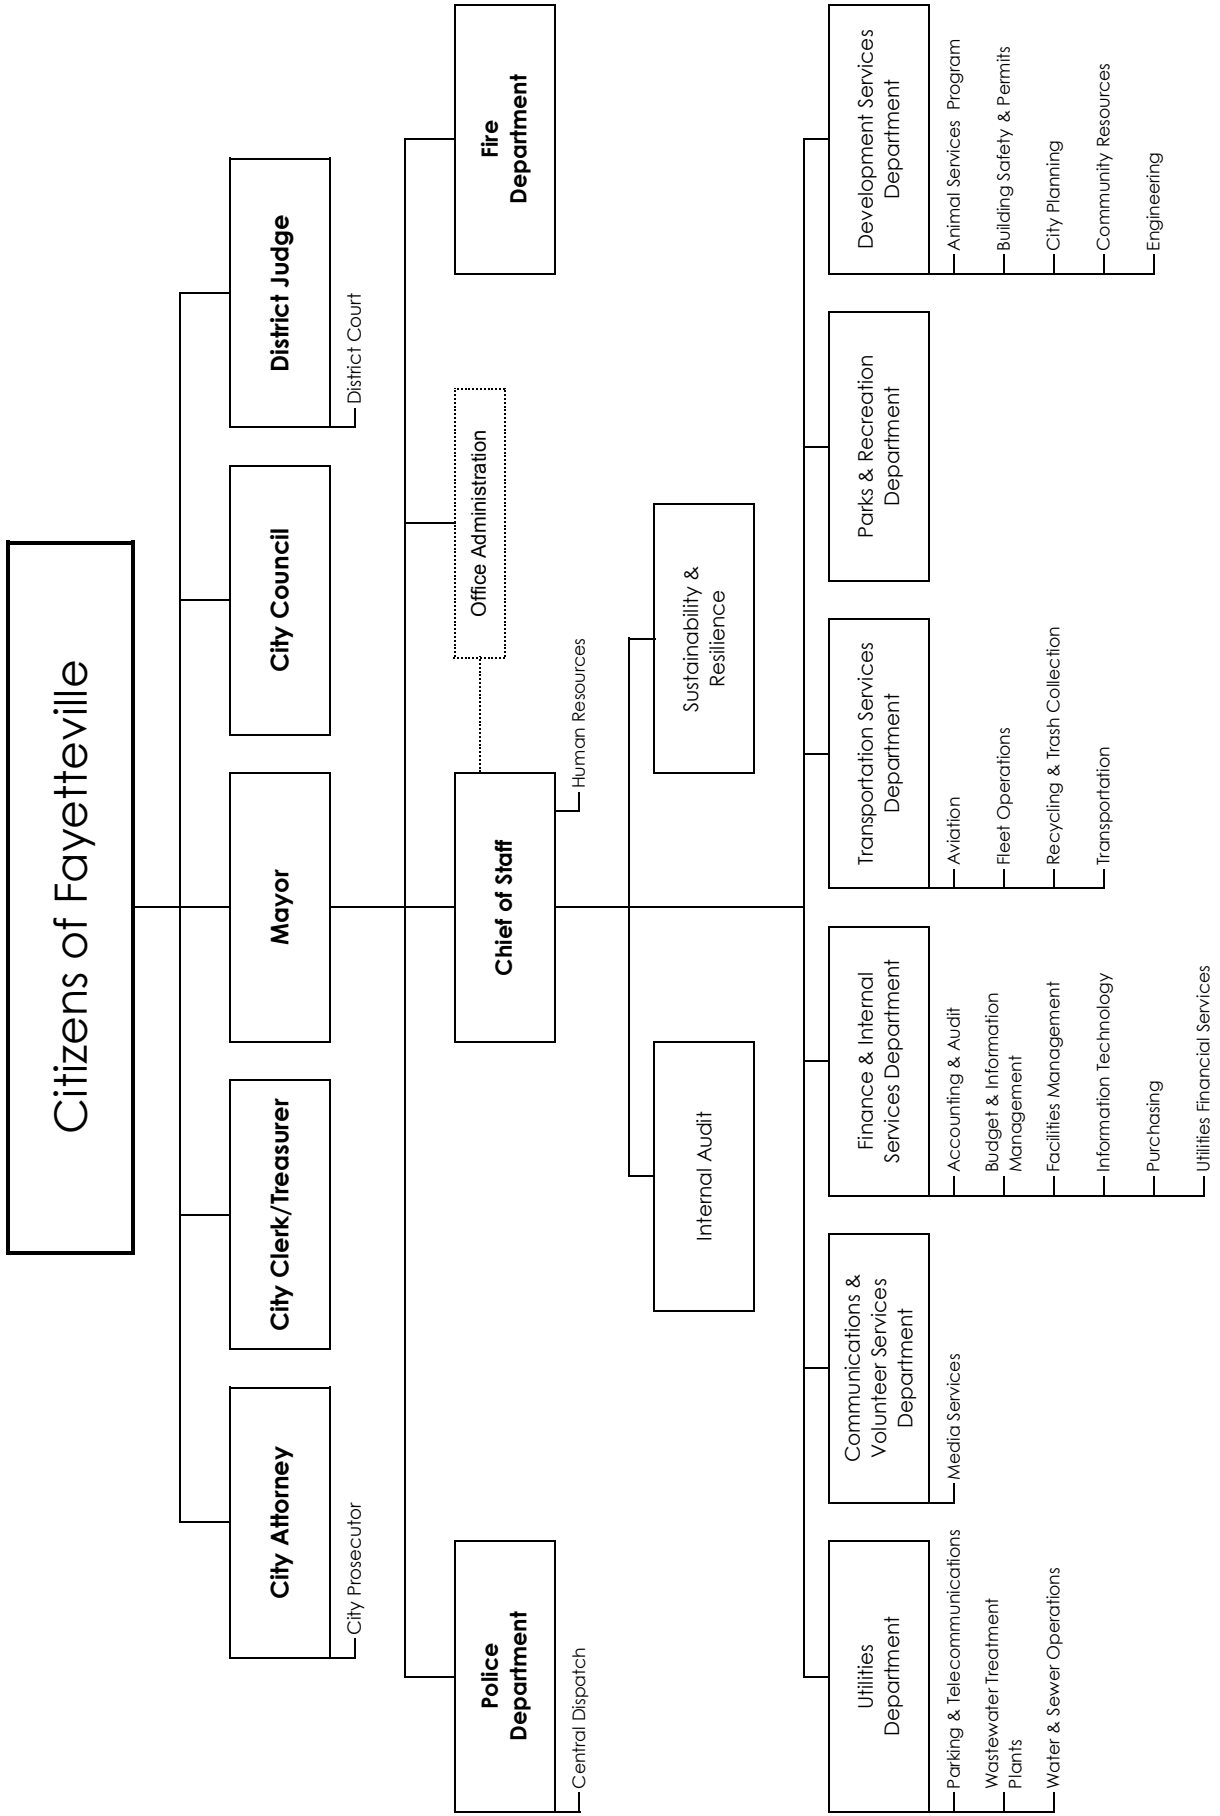 Citizens of Fayetteville
City Attorney
City Prosecutor
City Clerk/Treasurer
Mayor
City Council
District Judge
District Court
Police
Department
Central Dispatch
Chief of Staff
Human Resources
Office Administration
Fire
Department
Internal Audit
Sustainability &
Resilience
Utilities
Department
Parking & Telecommunications
Wastewater Treatment
Plants
Water & Sewer Operations
Communications &
Volunteer Services
Department
Media Services
Finance & Internal
Services Department
Accounting & Audit
Budget & Information
Management
Facilities Management
Information Technology
Purchasing
Utilities Financial Services
Transportation Services
Department
Aviation
Fleet Operations
Recycling & Trash Collection
Transportation
Parks & Recreation
Department
Development Services
Department
Animal Services Program
Building Safety & Permits
City Planning
Community Resources
Engineering